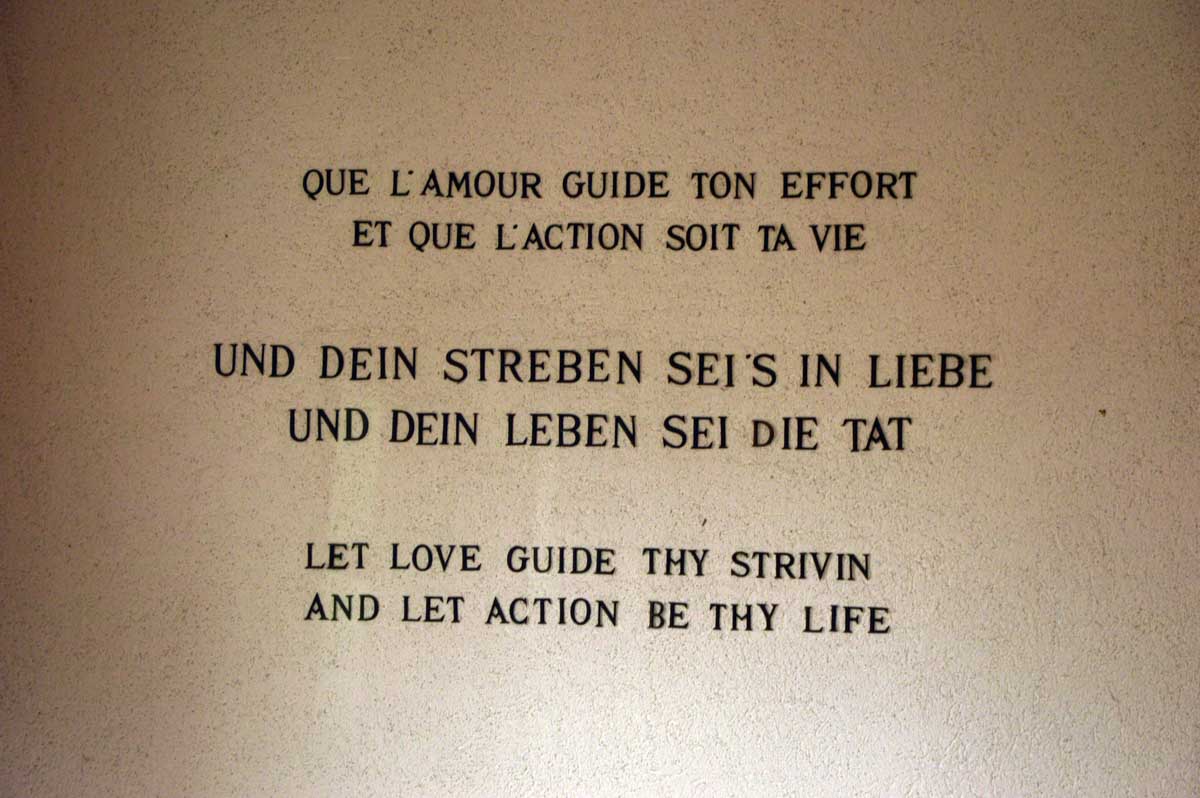 QUE L'AMOUR GUIDE TON EFFORT
ET QUE L'ACTION SOIT TA VIE
UND DEIN STREBEN SEI'S IN LIEBE
UND DEIN LEBEN SEI DIE TAT
LET LOVE GUIDE THY STRIVIN
AND LET ACTION BE THY LIFE